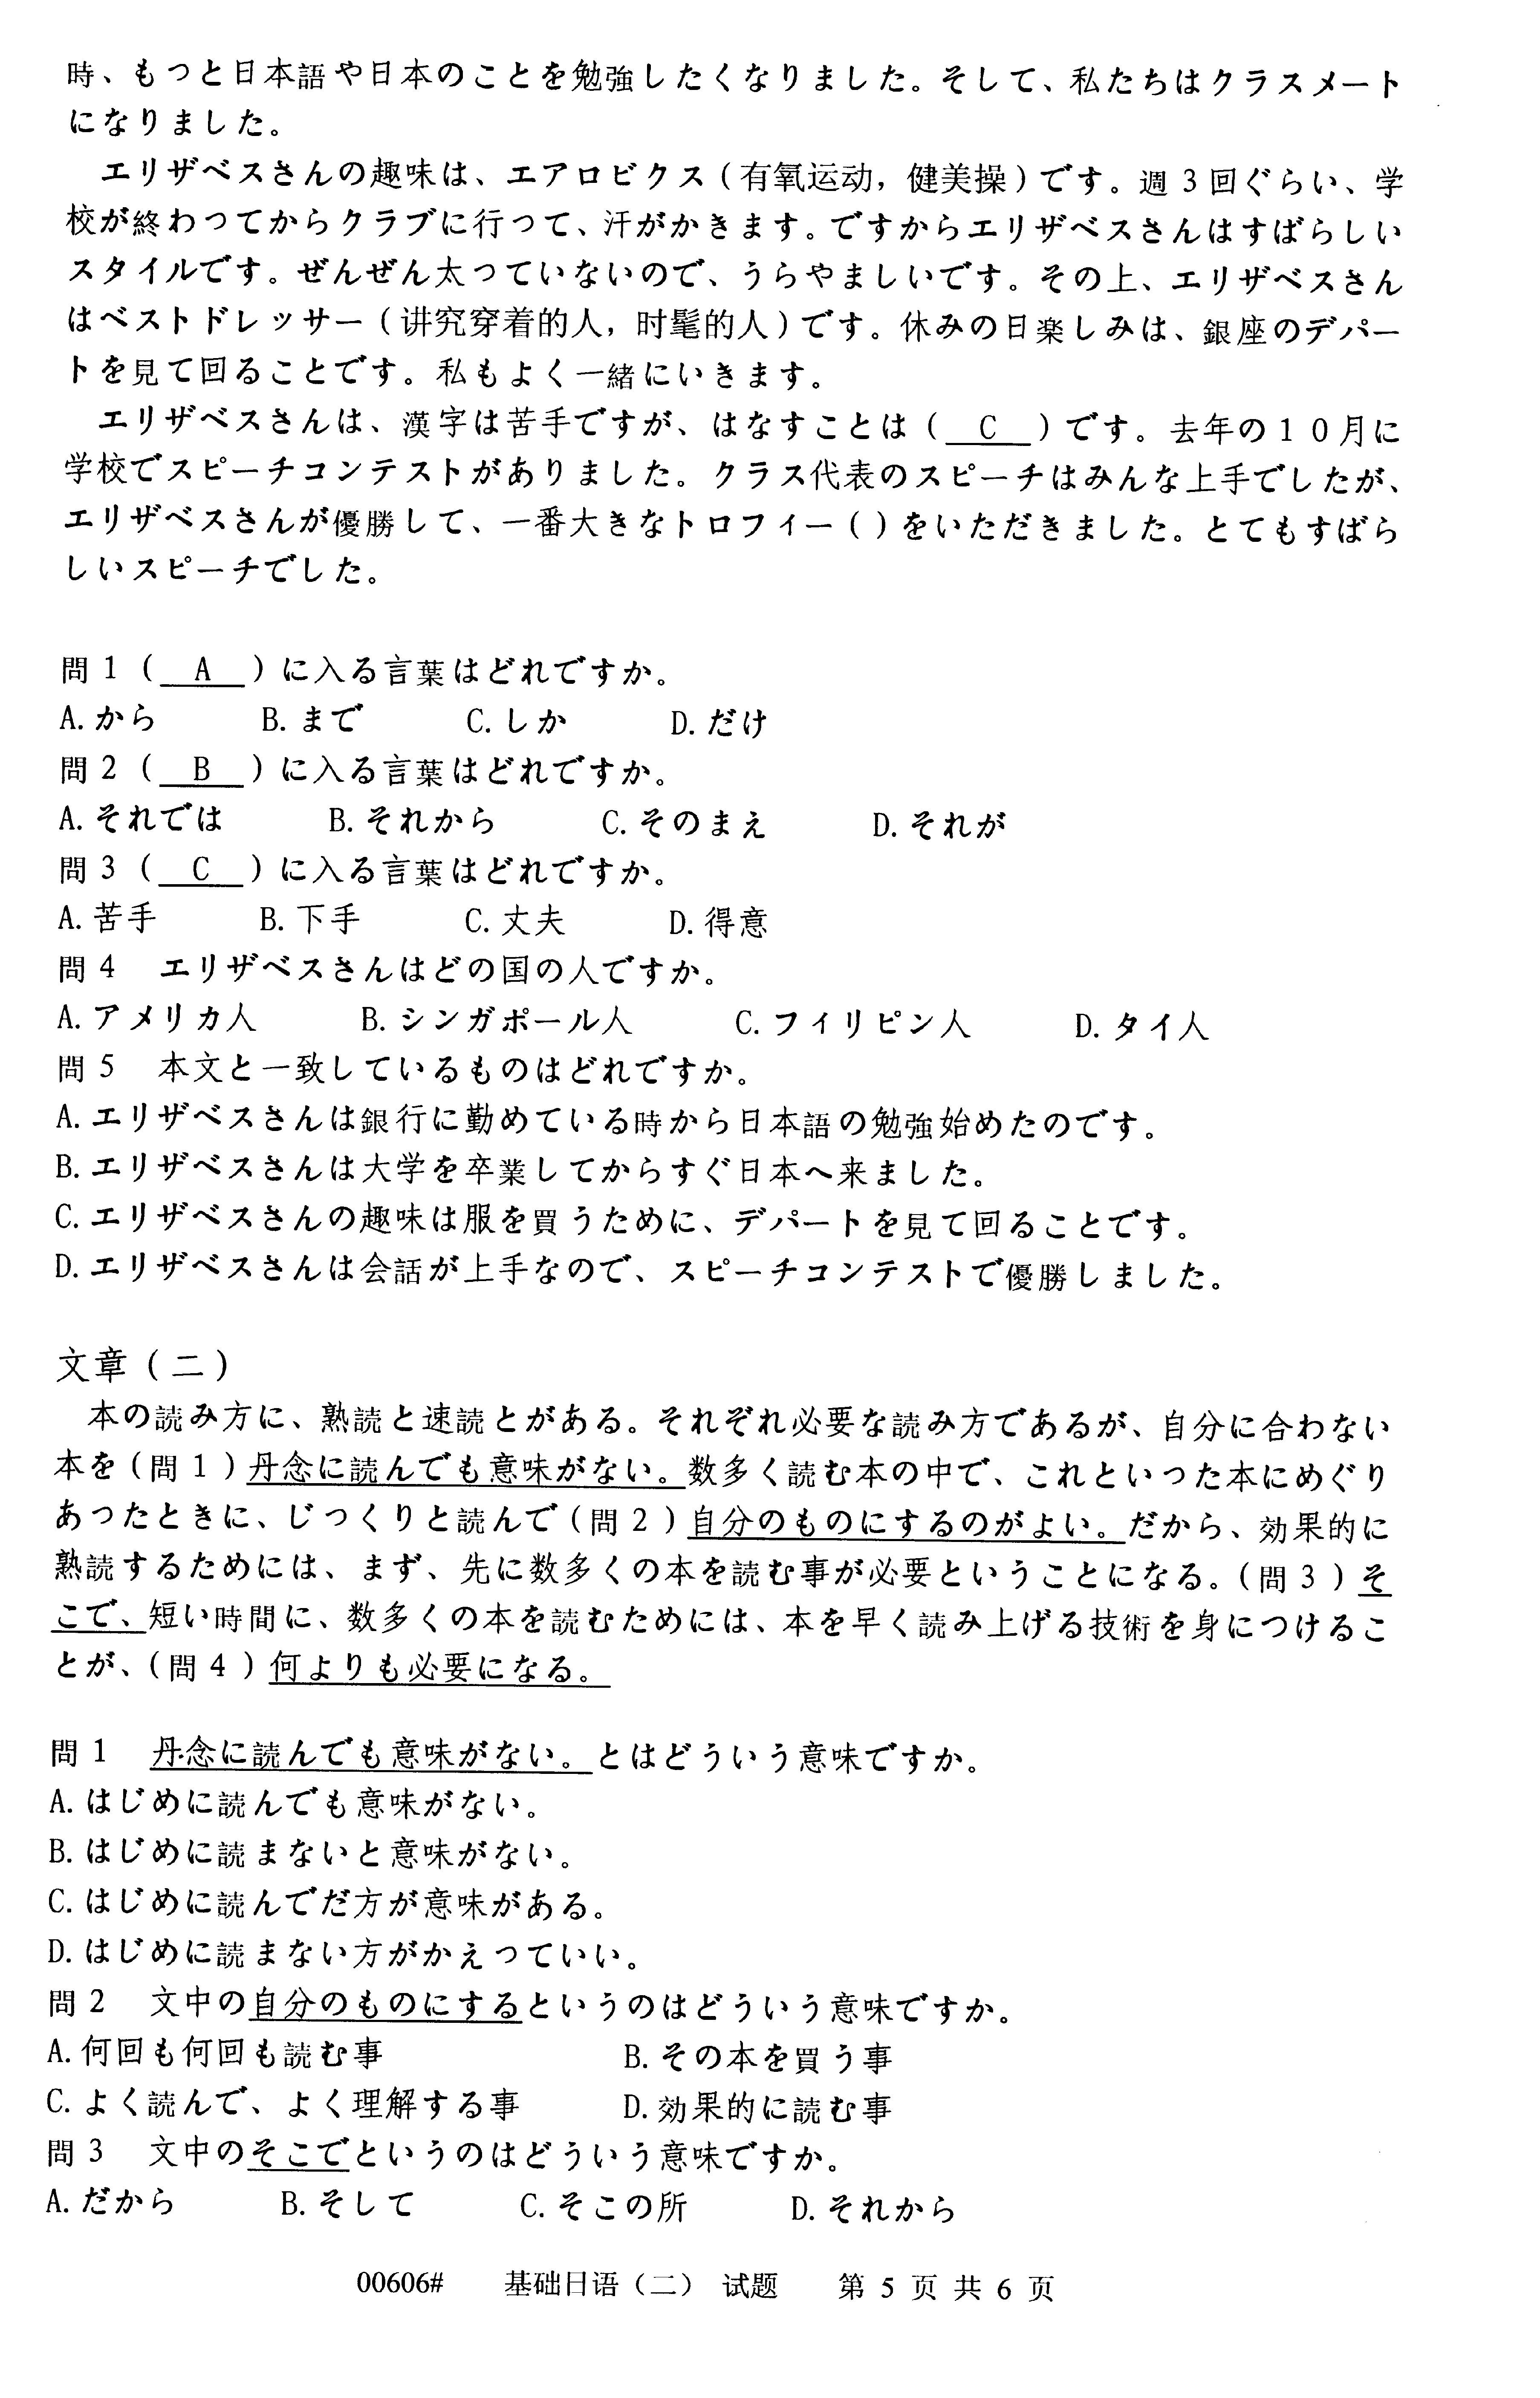 時、もつと日本語や日本のことを勉強したくなりました。そして、私たちはクラスメート
になりました。
エリザベスさんの趣味は、エアロビクス（有氧运动，健美操）です。週３回ぐらい、学
校が終わつてからクラブに行つて、汗がかきます。ですからエリザベスさんはすばらしい
スタイルです。ぜんぜん太つていないので、うらやましいです。その上、エリザベスさん
はベストドレッサー（讲究穿着的人，时髦的人）です。休みの日楽しみは、銀座のデパー
トを見て回ることです。私もよく一緒にいきます。
エリザベスさんは、漢字は苦手ですが、はなすことは（ C ）です。去年の１０月に
学校でスピーチコンテストがありました。クラス代表のスピーチはみんな上手でしたが、
エリザベスさんが優勝して、一番大きなトロフィー（）をいただきました。とてもすばら
しいスピーチでした。
問１（ A ）に入る言葉はどれですか。
A. から B. まで C. しか D. だけ
問２（ B ）に入る言葉はどれですか。
A. それでは B. それから C. そのまえ D. それが
問３（ C ）に入る言葉はどれですか。
A. 苦手 B. 下手 C. 丈夫 D. 得意
問４ エリザベスさんはどの国の人ですか。
A. アメリカ人 B. シンガポール人 C. フィリピン人 D. タイ人
問５ 本文と一致しているものはどれですか。
A. エリザベスさんは銀行に勤めている時から日本語の勉強始めたのです。
B. エリザベスさんは大学を卒業してからすぐ日本へ来ました。
C. エリザベスさんの趣味は服を買うために、デパートを見て回ることです。
D. エリザベスさんは会話が上手なので、スピーチコンテストで優勝しました。
文章（二）
本の読み方に、熟読と速読とがある。それぞれ必要な読み方であるが、自分に合わない
本を（問１）丹念に読んでも意味がない。数多く読む本の中で、これといった本にめぐり
あつたときに、じつくりと読んで（問２）自分のものにするのがよい。だから、効果的に
熟読するためには、まず、先に数多くの本を読む事が必要ということになる。（問３）そ
こで、短い時間に、数多くの本を読むためには、本を早く読み上げる技術を身につけるこ
とが、（問４）何よりも必要になる。
問１ 丹念に読んでも意味がない。とはどういう意味ですか。
A. はじめに読んでも意味がない。
B. はじめに読まないと意味がない。
C. はじめに読んでだ方が意味がある。
D. はじめに読まない方がかえつていい。
問２ 文中の自分のものにするというのはどういう意味ですか。
A. 何回も何回も読む事 B. その本を買う事
C. よく読んで、よく理解する事 D. 効果的に読む事
問３ 文中のそこでというのはどういう意味ですか。
A. だから B. そして C. そこの所 D. それから
00606# 基础日语（二） 试题 第 5 页 共 6 页